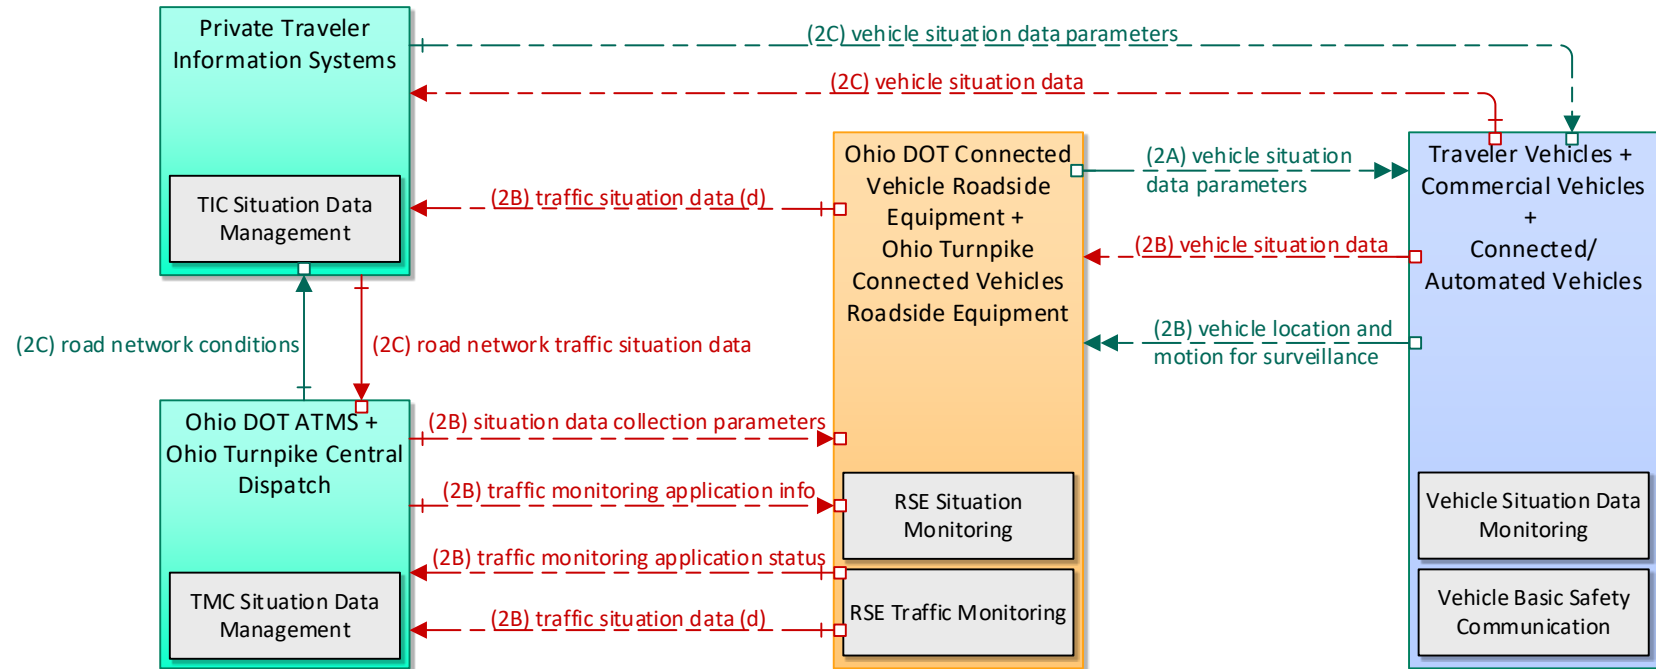 Private Traveler
Information Systems
TIC Situation Data
Management
(2C) vehicle situation data parameters
(2C) vehicle situation data
(2B) traffic situation data (d)
Ohio DOT Connected
Vehicle Roadside
Equipment +
Ohio Turnpike
Connected Vehicles
Roadside Equipment
(2A) vehicle situation
data parameters
(2B) vehicle situation data
(2B) vehicle location and
motion for surveillance
Traveler Vehicles +
Commercial Vehicles
+
Connected/
Automated Vehicles
(2C) road network conditions
(2C) road network traffic situation data
Ohio DOT ATMS +
Ohio Turnpike Central
Dispatch
TMC Situation Data
Management
(2B) situation data collection parameters
(2B) traffic monitoring application info
(2B) traffic monitoring application status
(2B) traffic situation data (d)
RSE Situation
Monitoring
RSE Traffic Monitoring
Vehicle Situation Data
Monitoring
Vehicle Basic Safety
Communication